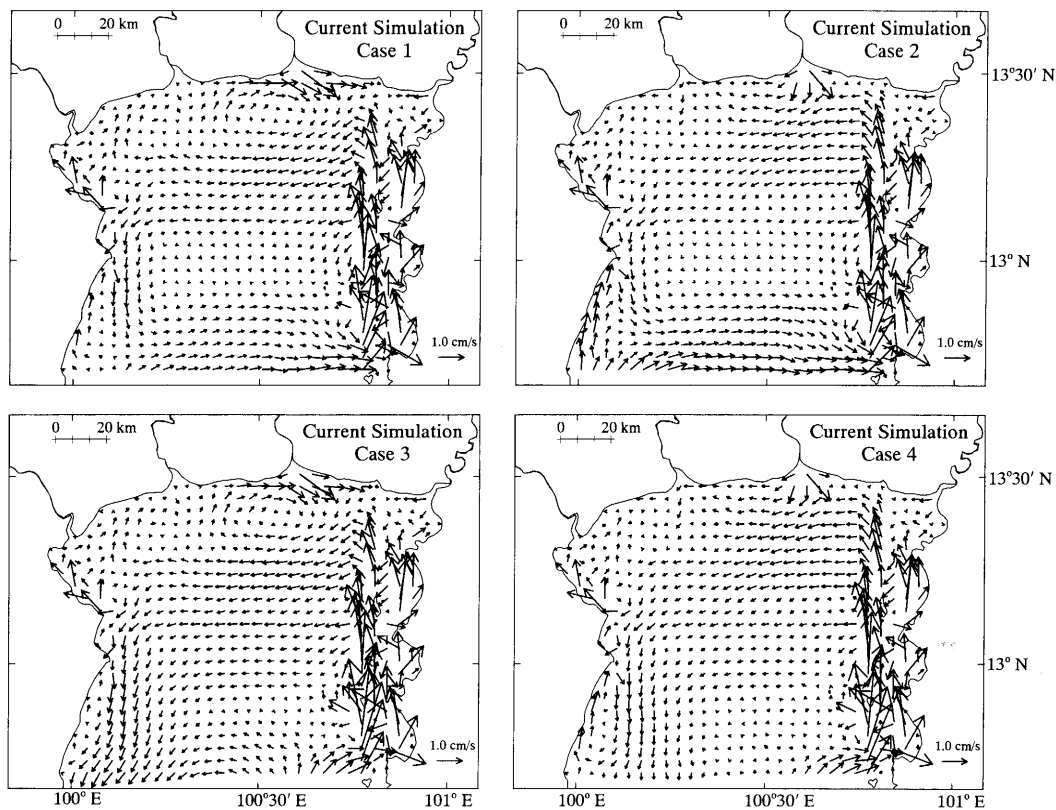 0 20 km
Current Simulation
Case 1
1.0 cm/s
0 20 km
Current Simulation
Case 2
1.0 cm/s
13°30′ N
13° N
0 20 km
Current Simulation
Case 3
1.0 cm/s
0 20 km
Current Simulation
Case 4
1.0 cm/s
13°30′ N
13° N
100° E
100°30′ E
101° E
100° E
100°30′ E
101°E